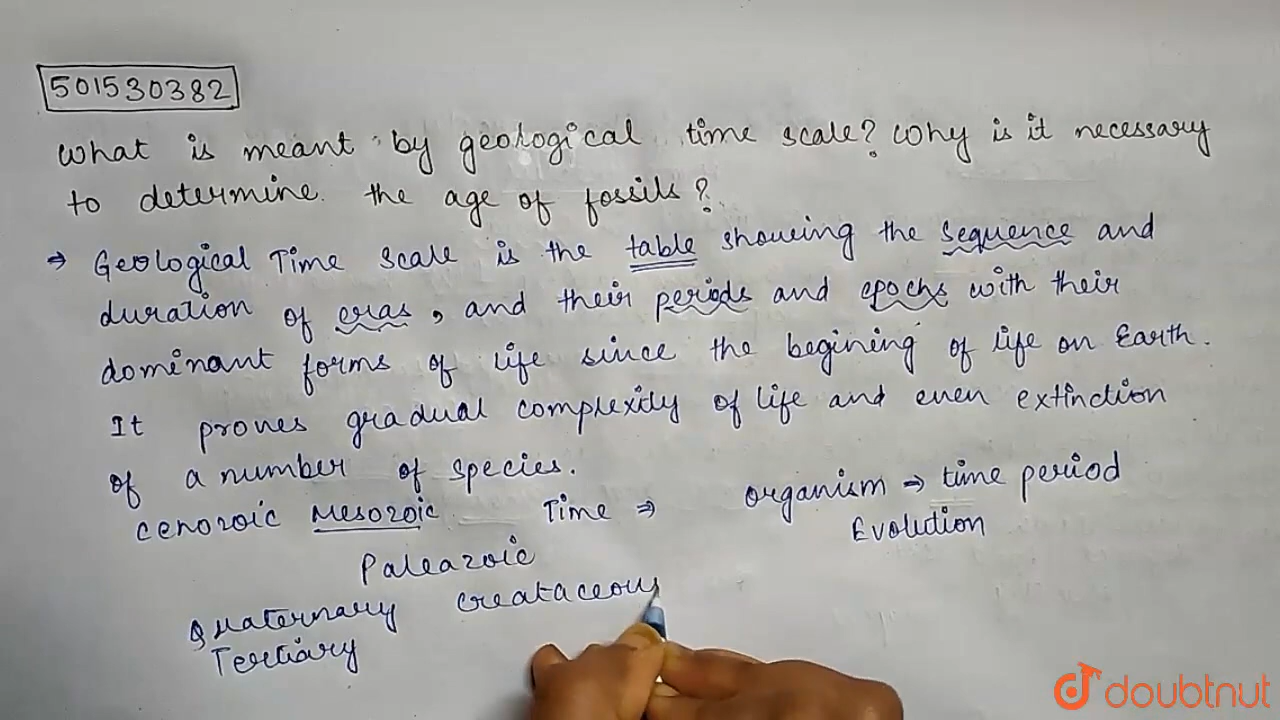 501530382
What is meant by geological time scale? Why is it necessary
to determine the age of fossils?
⇒ Geological Time Scale is the table showing the sequence and
duration of eras, and their periods and epochs with their
dominant forms of life since the begining of life on Earth.
It proves gradual complexity of life and even extinction
of a number of species.
cenozoic Mesozoic Time ⇒ organism ⇒ time period
Evolution
Paleazoic
Quaternary creataceous
Tertiary
doubtnut